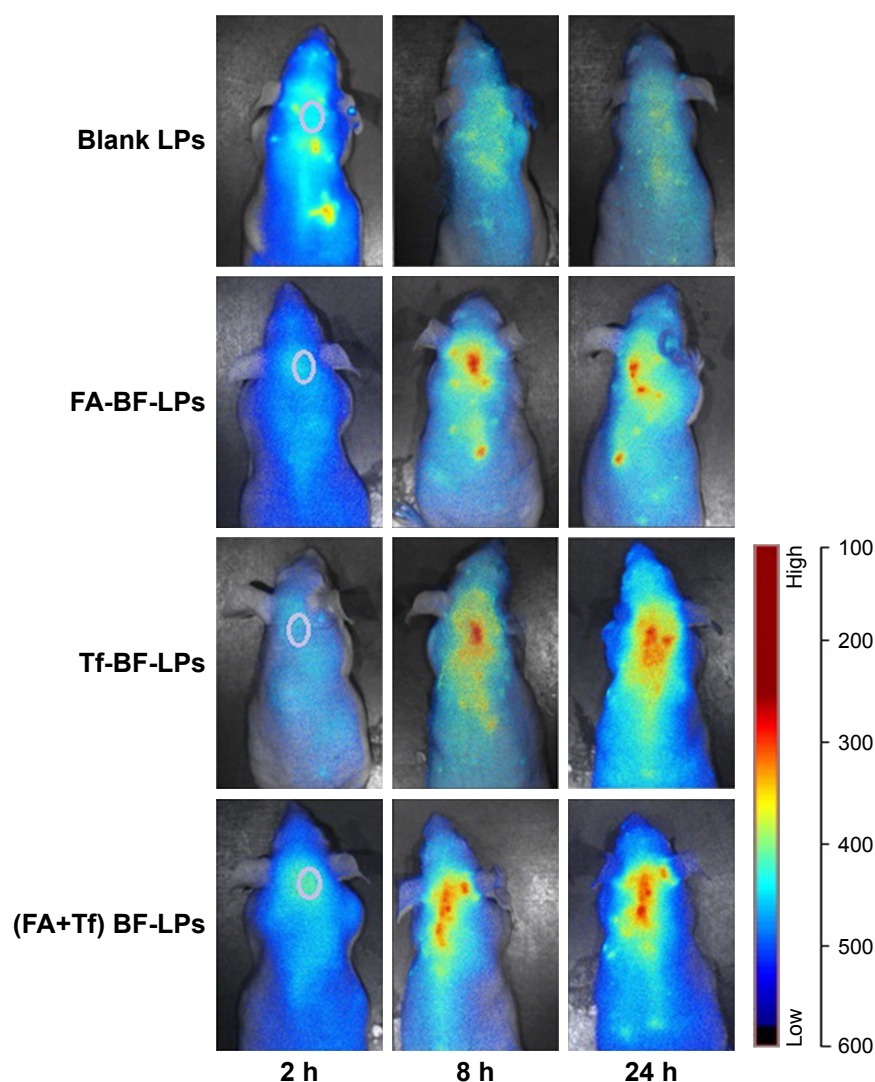 Blank LPs
FA-BF-LPs
Tf-BF-LPs
(FA+Tf) BF-LPs
2 h
8 h
24 h
High
Low
100
200
300
400
500
600